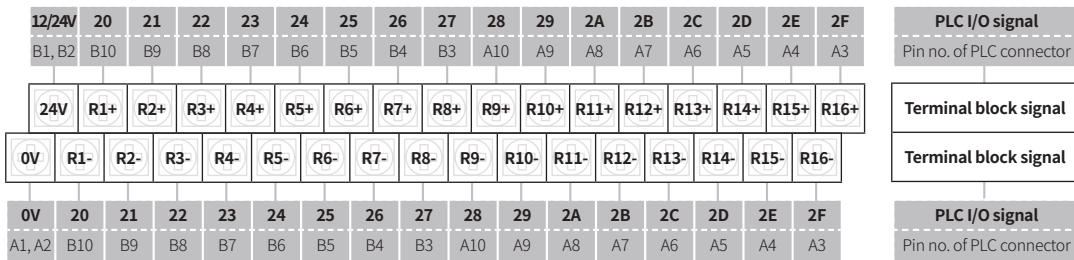 12/24V 20 21 22 23 24 25 26 27 28 29 2A 2B 2C 2D 2E 2F PLC I/O signal
B1, B2 B10 B9 B8 B7 B6 B5 B4 B3 A10 A9 A8 A7 A6 A5 A4 A3 Pin no. of PLC connector
24V R1+ R2+ R3+ R4+ R5+ R6+ R7+ R8+ R9+ R10+ R11+ R12+ R13+ R14+ R15+ R16+ Terminal block signal
0V R1- R2- R3- R4- R5- R6- R7- R8- R9- R10- R11- R12- R13- R14- R15- R16- Terminal block signal
0V 20 21 22 23 24 25 26 27 28 29 2A 2B 2C 2D 2E 2F PLC I/O signal
A1, A2 B10 B9 B8 B7 B6 B5 B4 B3 A10 A9 A8 A7 A6 A5 A4 A3 Pin no. of PLC connector